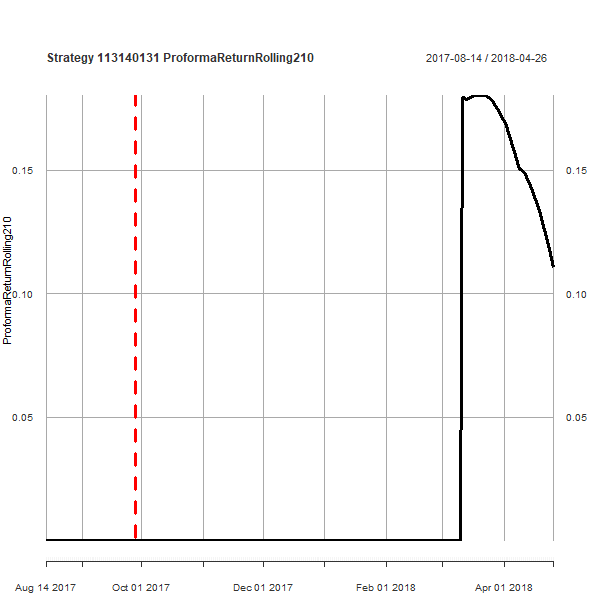 Strategy 113140131 ProformaReturnRolling210
2017-08-14 / 2018-04-26
0.15
0.15
ProformaReturnRolling210
0.10
0.10
0.05
0.05
Aug 14 2017
Oct 01 2017
Dec 01 2017
Feb 01 2018
Apr 01 2018